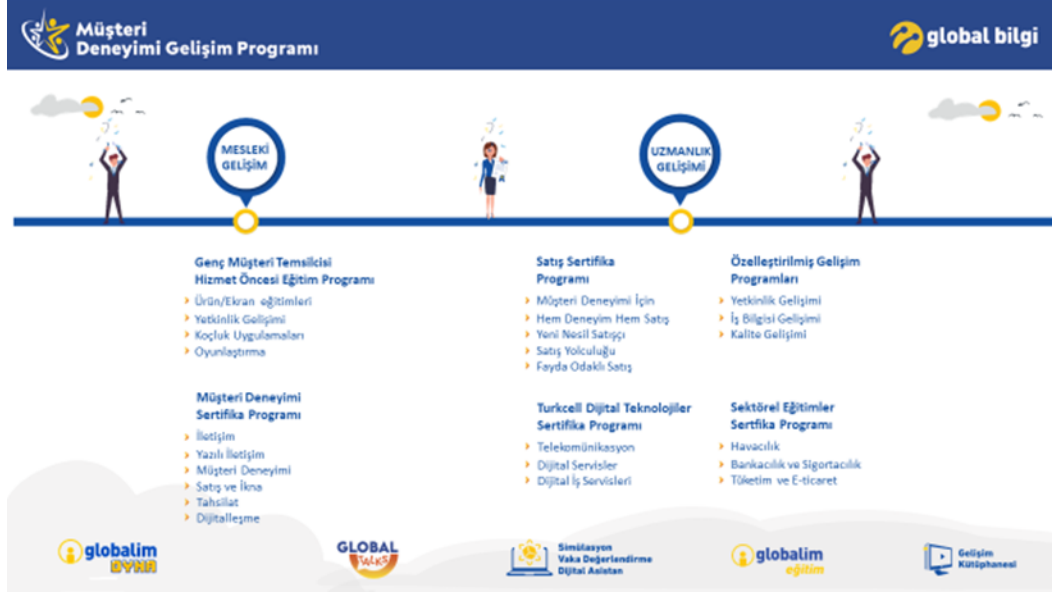 Müşteri
Deneyimi Gelişim Programı
global bilgi
MESLEKİ
GELİŞİM
UZMANLIK
GELİŞİMİ
Genç Müşteri Temsilcisi
Hizmet Öncesi Eğitim Programı
Ürün/Ekran eğitimleri
Yetkinlik Gelişimi
Koçluk Uygulamaları
Oyunlaştırma
Müşteri Deneyimi
Sertifika Programı
İletişim
Yazılı İletişim
Müşteri Deneyimi
Satış ve İkna
Tahsilat
Dijitalleşme
Satış Sertifika
Programı
Müşteri Deneyimi İçin
Hem Deneyim Hem Satış
Yeni Nesil Satışçı
Satış Yolculuğu
Fayda Odaklı Satış
Turkcell Dijital Teknolojiler
Sertifika Programı
Telekomünikasyon
Dijital Servisler
Dijital İş Servisleri
Özelleştirilmiş Gelişim
Programları
Yetkinlik Gelişimi
İş Bilgisi Gelişimi
Kalite Gelişimi
Sektörel Eğitimler
Sertfika Programı
Havacılık
Bankacılık ve Sigortacılık
Tüketim ve E-ticaret
globalim
DYNA
GLOBAL
TALKS
Simülasyon
Vaka Değerlendirme
Dijital Asistan
globalim
eğitim
Gelişim
Kütüphanesi